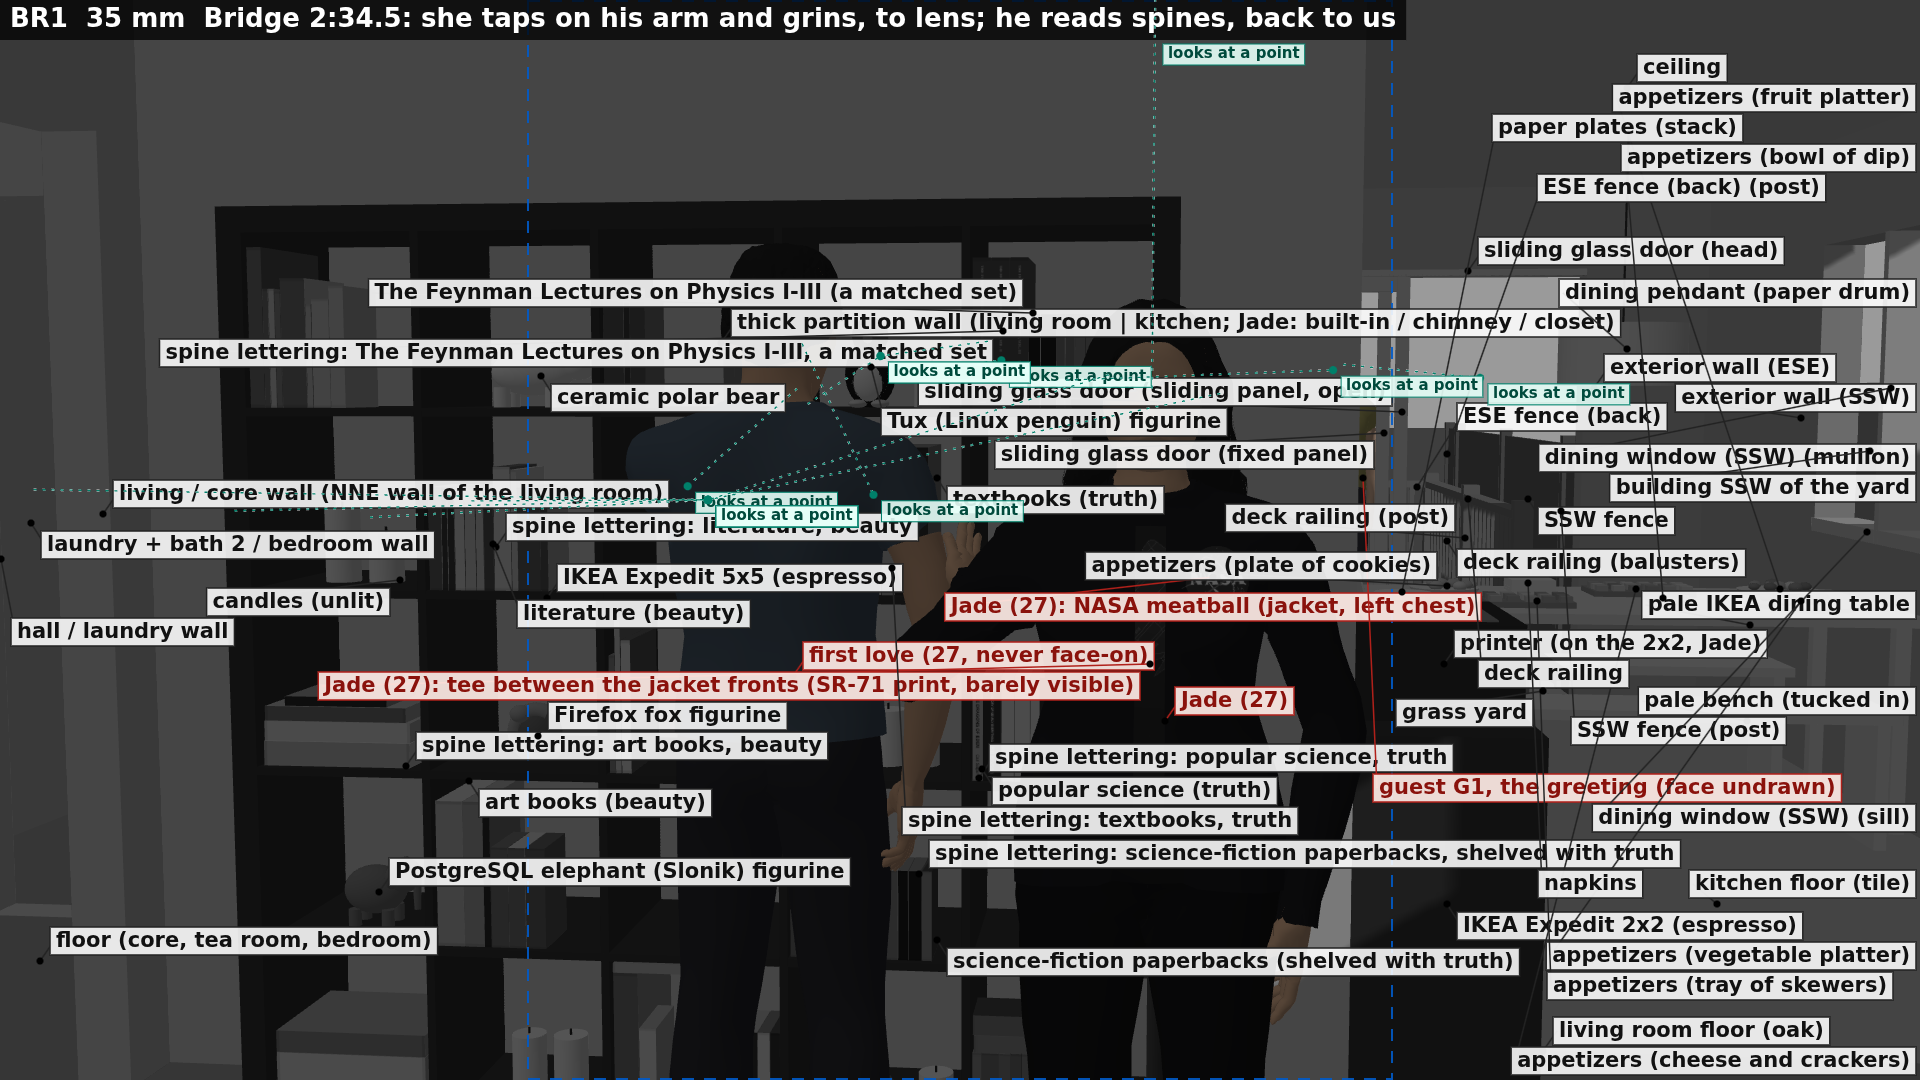 BR1 35 mm Bridge 2:34.5: she taps on his arm and grins, to lens; he reads spines, back to us
looks at a point
ceiling
appetizers (fruit platter)
paper plates (stack)
appetizers (bowl of dip)
ESE fence (back) (post)
sliding glass door (head)
The Feynman Lectures on Physics I-III (a matched set)
dining pendant (paper drum)
thick partition wall (living room | kitchen; Jade: built-in / chimney / closet)
spine lettering: The Feynman Lectures on Physics I-III, a matched set
exterior wall (ESE)
looks at a point
looks at a point
looks at a point
looks at a point
ceramic polar bear
sliding glass door (sliding panel, open)
exterior wall (SSW)
Tux (Linux penguin) figurine
ESE fence (back)
sliding glass door (fixed panel)
dining window (SSW) (mullion)
building SSW of the yard
living / core wall (NNE wall of the living room)
textbooks (truth)
looks at a point
looks at a point
looks at a point
spine lettering: literature, beauty
deck railing (post)
SSW fence
laundry + bath 2 / bedroom wall
appetizers (plate of cookies)
deck railing (balusters)
IKEA Expedit 5x5 (espresso)
NASA
candles (unlit)
literature (beauty)
Jade (27): NASA meatball (jacket, left chest)
pale IKEA dining table
hall / laundry wall
printer (on the 2x2, Jade)
first love (27, never face-on)
deck railing
Jade (27): tee between the jacket fronts (SR-71 print, barely visible)
Jade (27)
pale bench (tucked in)
Firefox fox figurine
grass yard
SSW fence (post)
spine lettering: art books, beauty
spine lettering: popular science, truth
guest G1, the greeting (face undrawn)
popular science (truth)
art books (beauty)
spine lettering: textbooks, truth
dining window (SSW) (sill)
spine lettering: science-fiction paperbacks, shelved with truth
PostgreSQL elephant (Slonik) figurine
napkins
kitchen floor (tile)
IKEA Expedit 2x2 (espresso)
floor (core, tea room, bedroom)
appetizers (vegetable platter)
science-fiction paperbacks (shelved with truth)
appetizers (tray of skewers)
living room floor (oak)
appetizers (cheese and crackers)